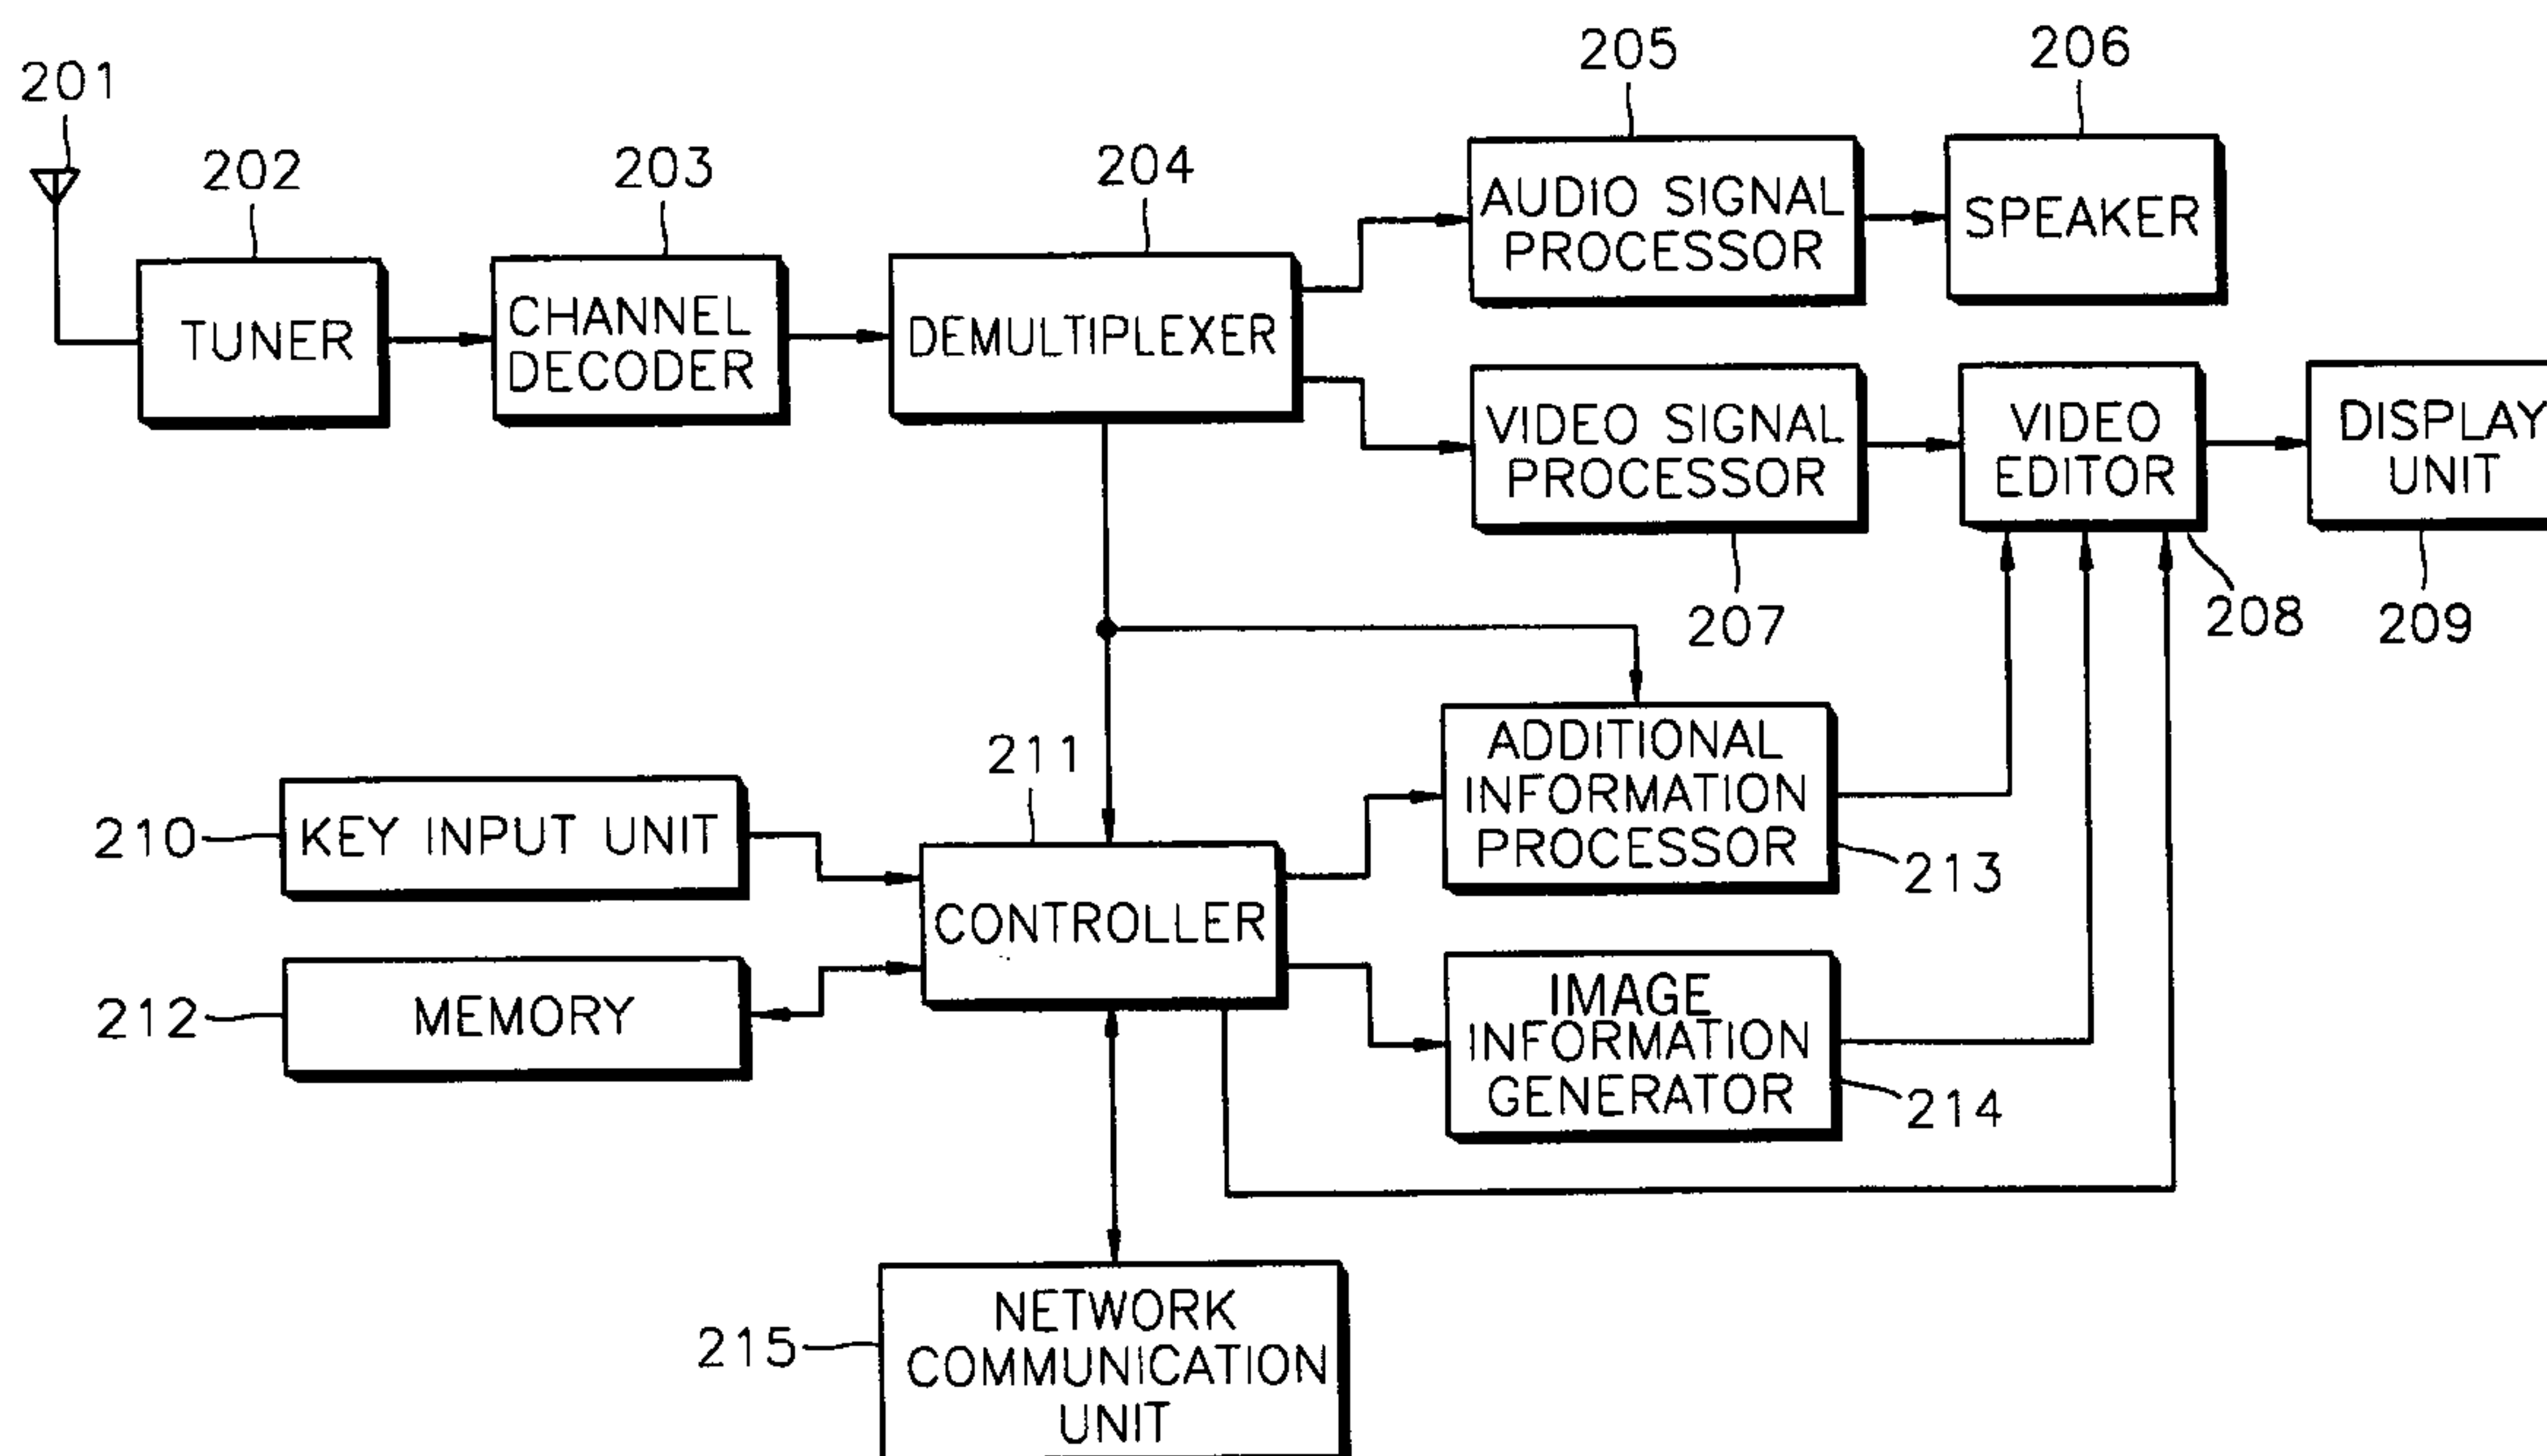 201
202
203
204
205
206
TUNER
CHANNEL
DECODER
DEMULTIPLEXER
AUDIO SIGNAL
PROCESSOR
SPEAKER
VIDEO SIGNAL
PROCESSOR
VIDEO
EDITOR
DISPLAY
UNIT
207
208
209
210
KEY INPUT UNIT
211
CONTROLLER
212
MEMORY
ADDITIONAL
INFORMATION
PROCESSOR
213
IMAGE
INFORMATION
GENERATOR
214
215
NETWORK
COMMUNICATION
UNIT